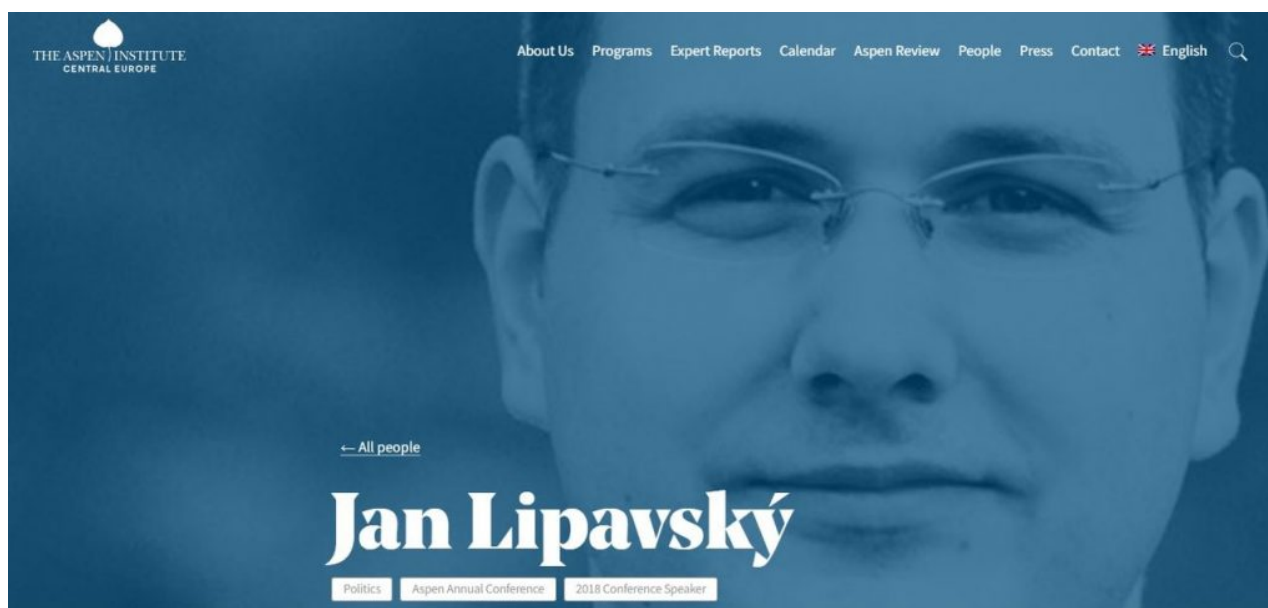 THE ASPEN INSTITUTE
CENTRAL EUROPE
About Us Programs Expert Reports Calendar Aspen Review People Press Contact English
← All people
Jan Lipavský
Politics Aspen Annual Conference 2018 Conference Speaker